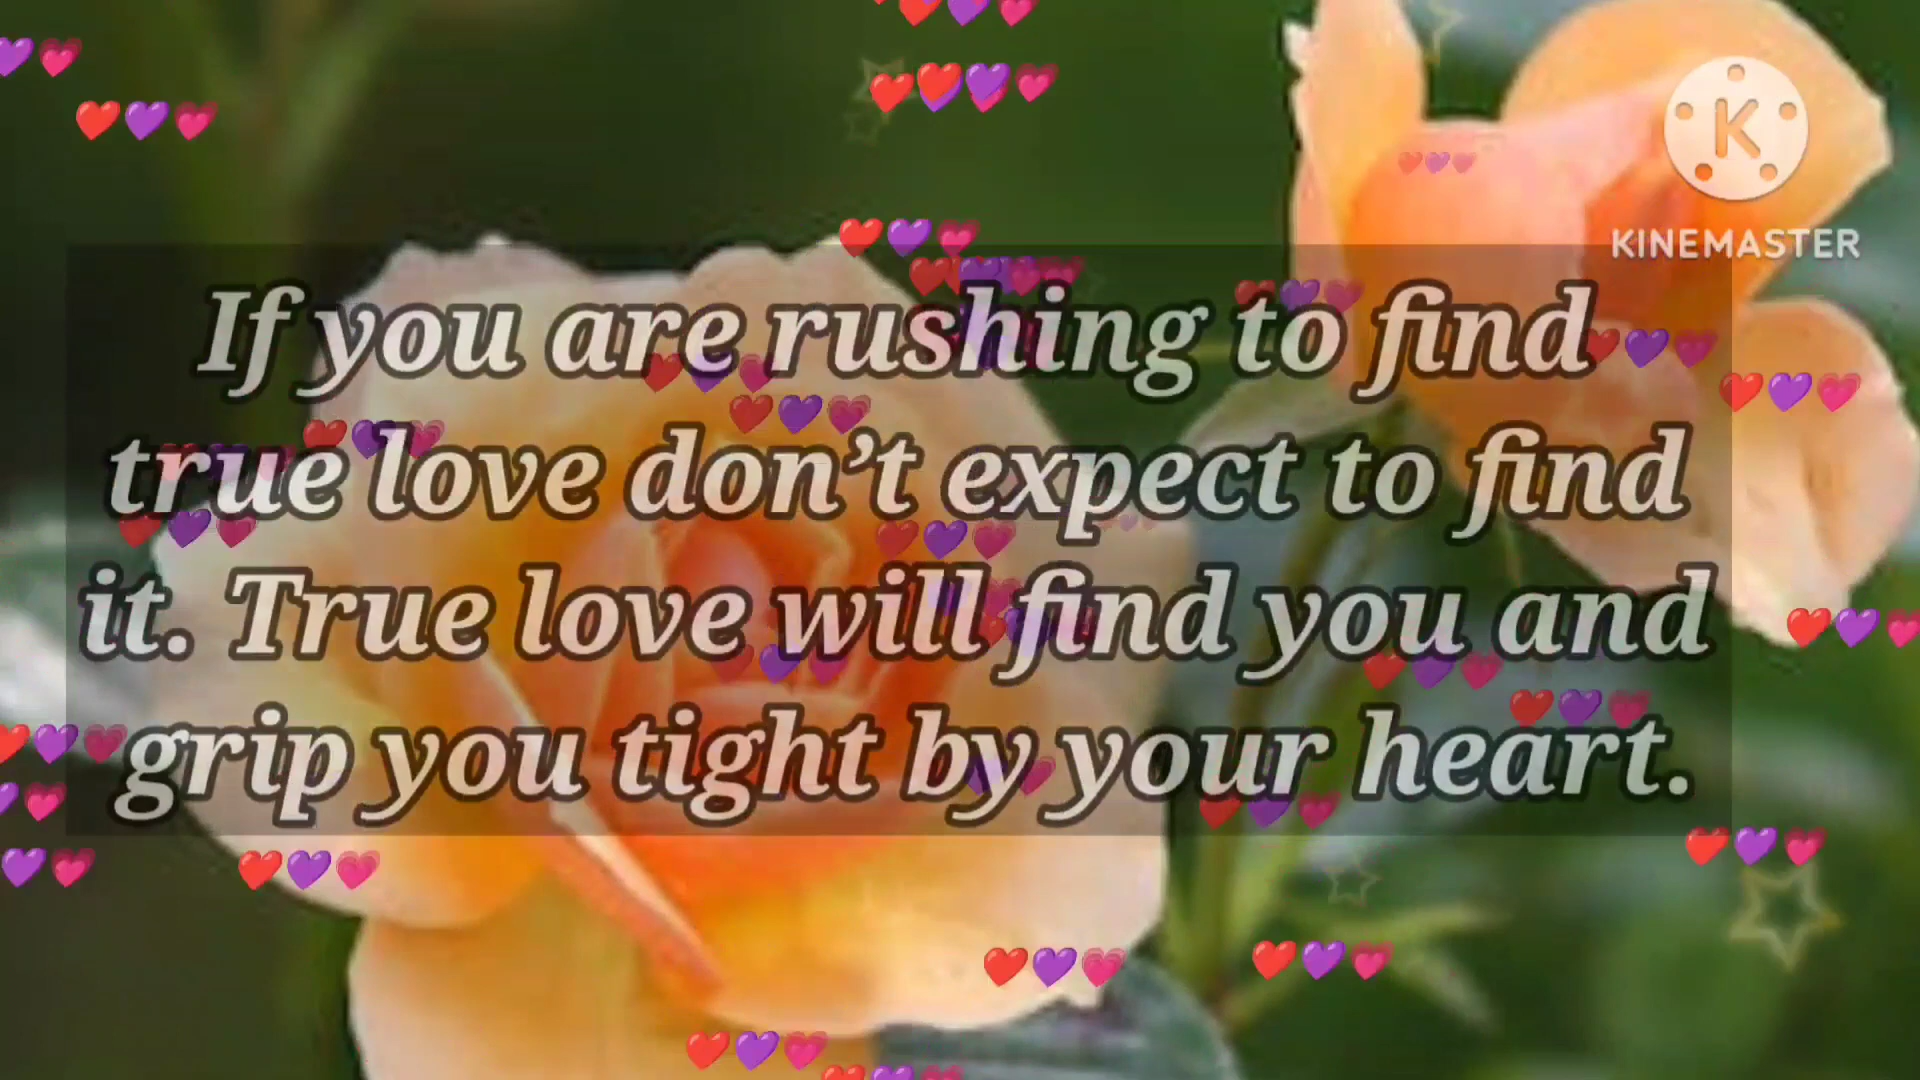 K
KINEMASTER
If you are rushing to find
true love don’t expect to find
it. True love will find you and
grip you tight by your heart.